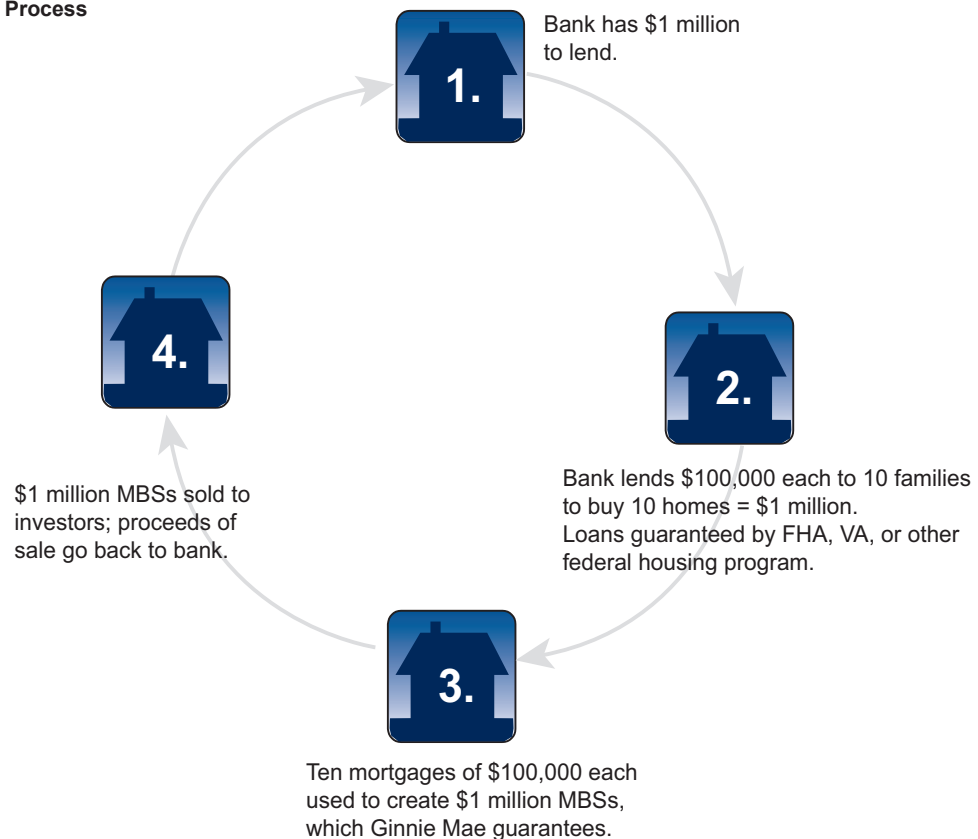 Process
1.
Bank has $1 million
to lend.
2.
Bank lends $100,000 each to 10 families
to buy 10 homes = $1 million.
Loans guaranteed by FHA, VA, or other
federal housing program.
3.
Ten mortgages of $100,000 each
used to create $1 million MBSs,
which Ginnie Mae guarantees.
4.
$1 million MBSs sold to
investors; proceeds of
sale go back to bank.